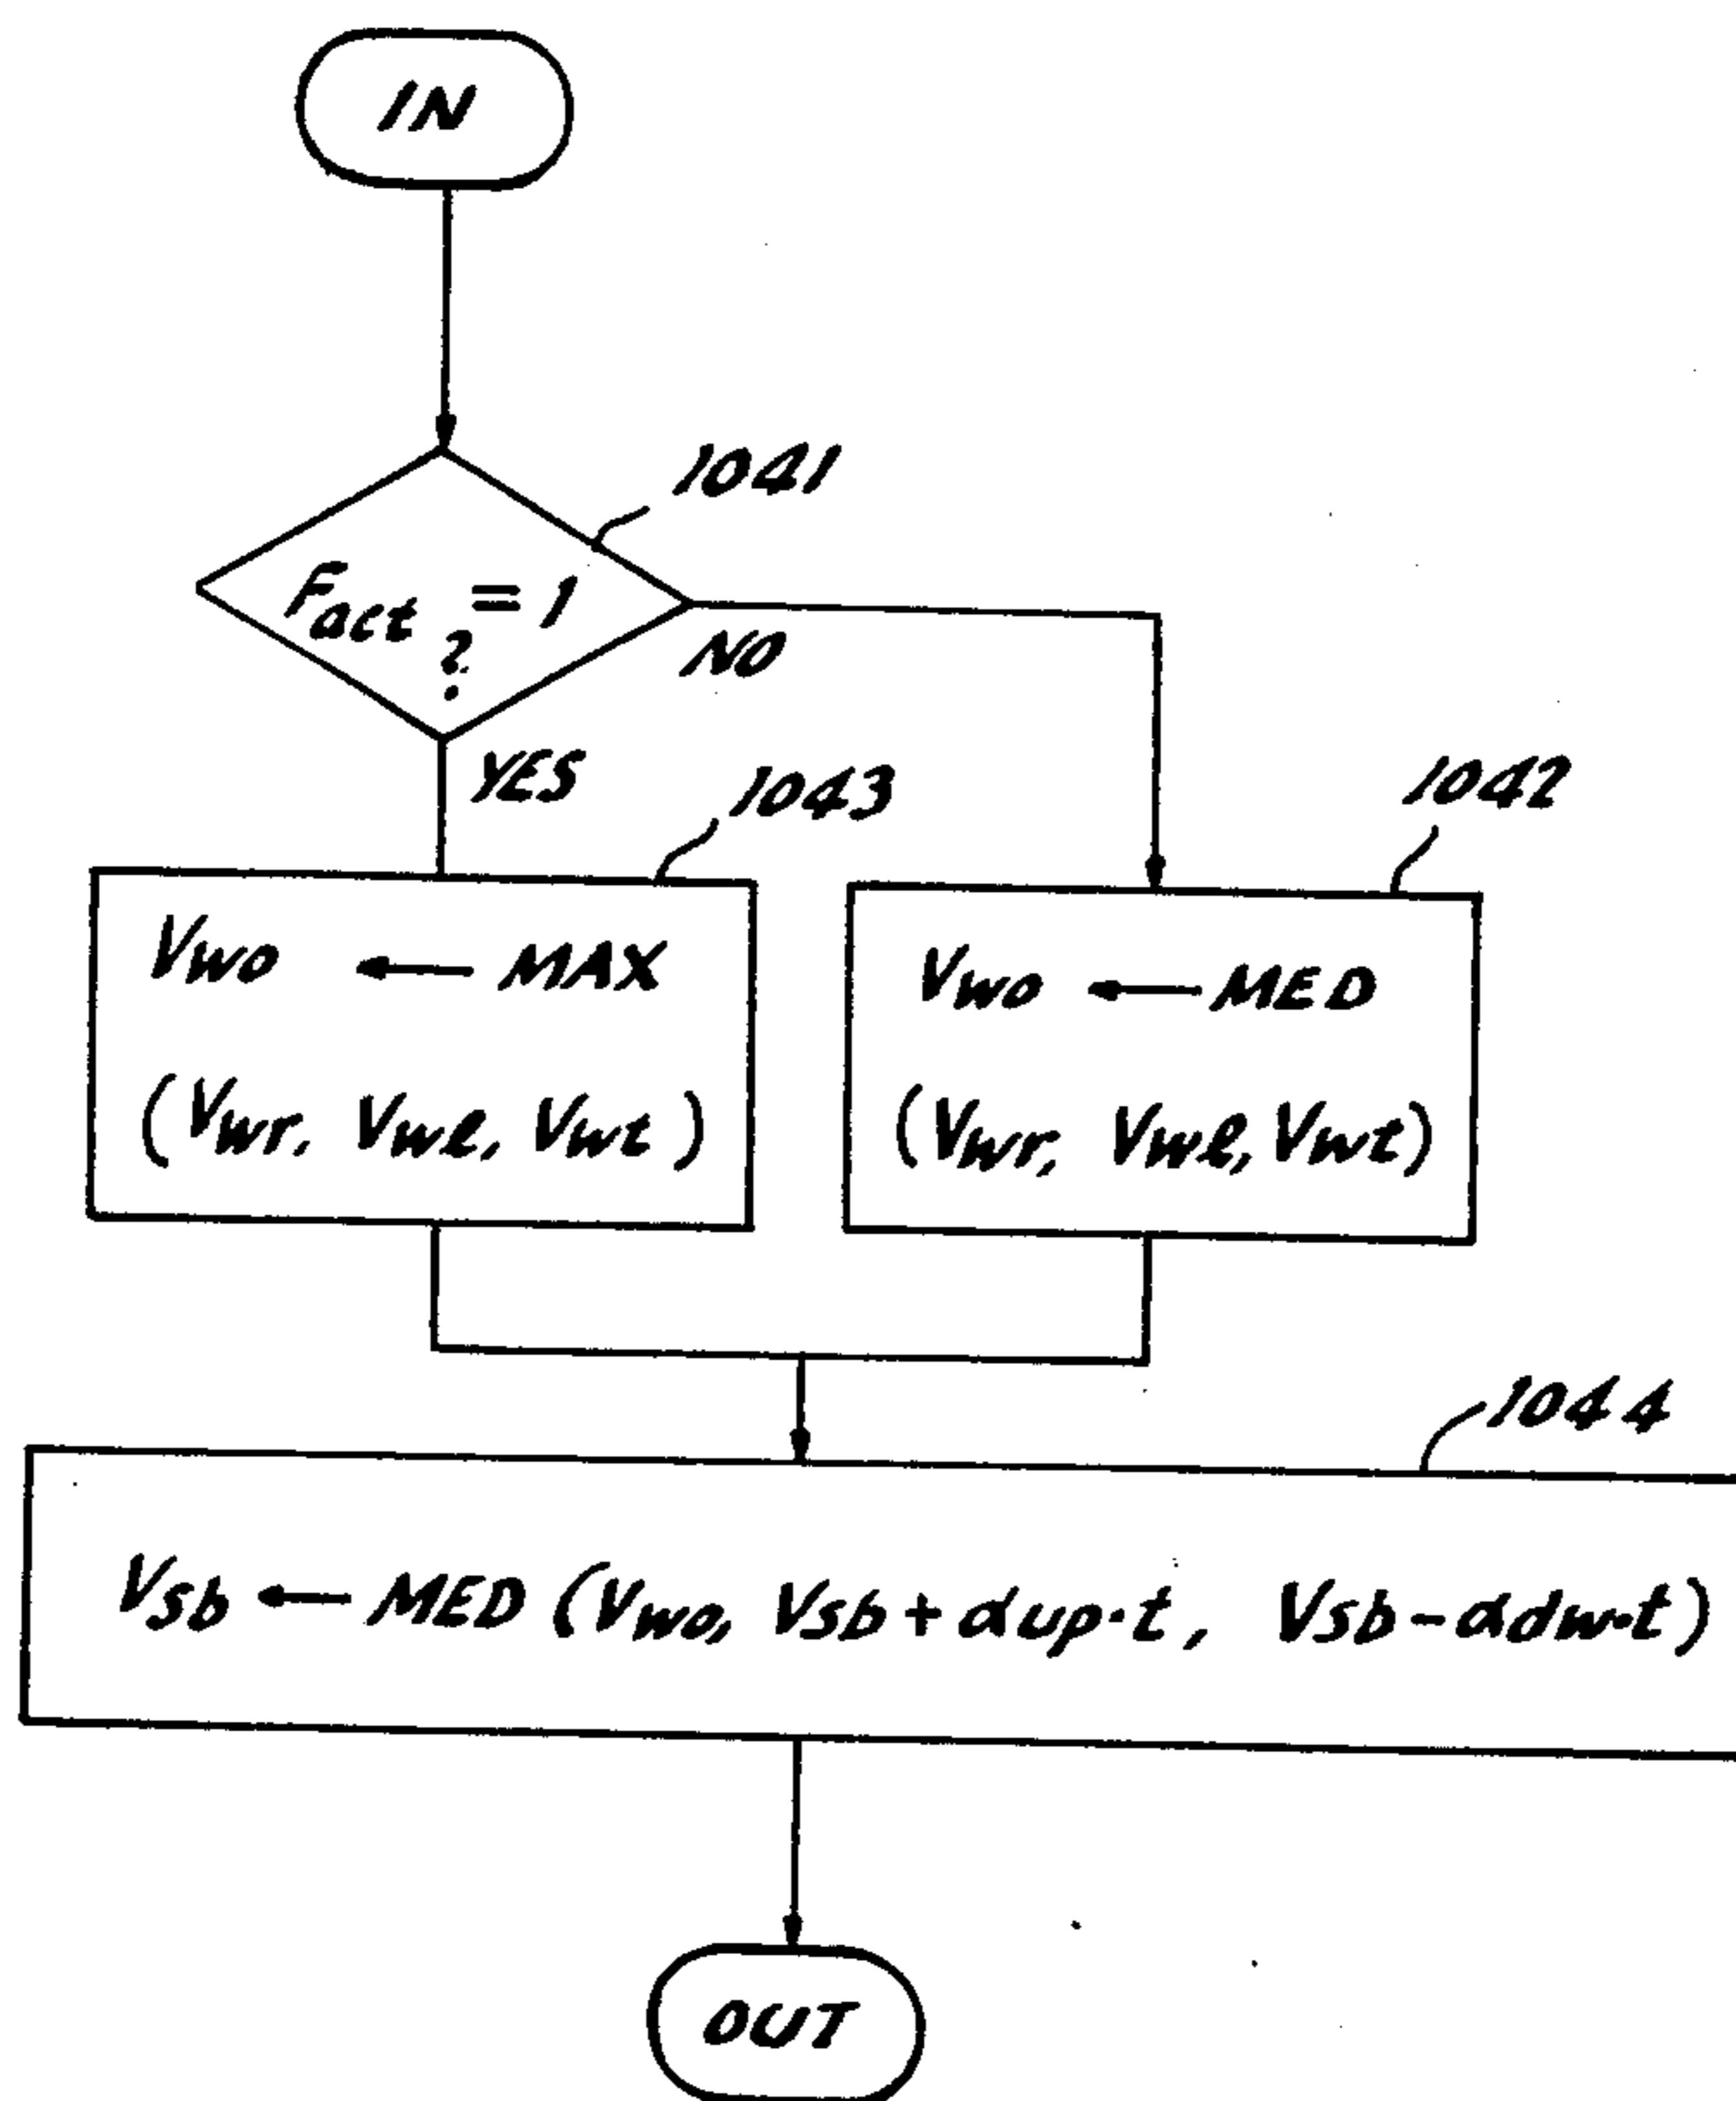 IN
1041
Fact = 1
?
NO
YES
1043
1042
Vwo ← MAX
(Vwr, Vwl, Vwt)
Vwo ← MED
(Vwr, Vwl, Vwt)
1044
Vsb ← MED (Vwo, Vsb + αup·t, Vsb - αdw·t)
OUT